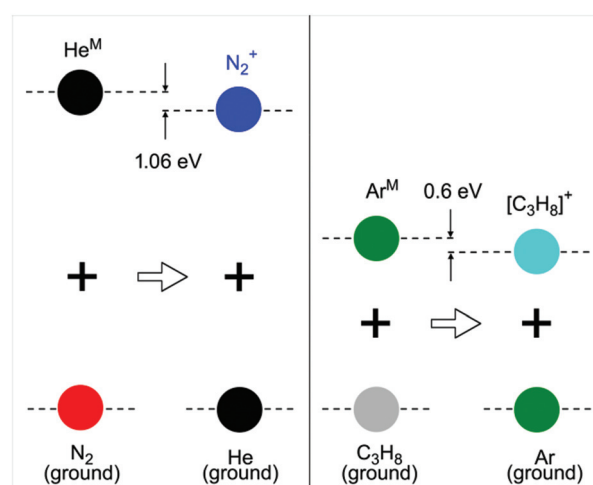 He^M
N₂⁺
1.06 eV
+
+
N₂
(ground)
He
(ground)
Ar^M
0.6 eV
[C₃H₈]⁺
+
+
C₃H₈
(ground)
Ar
(ground)